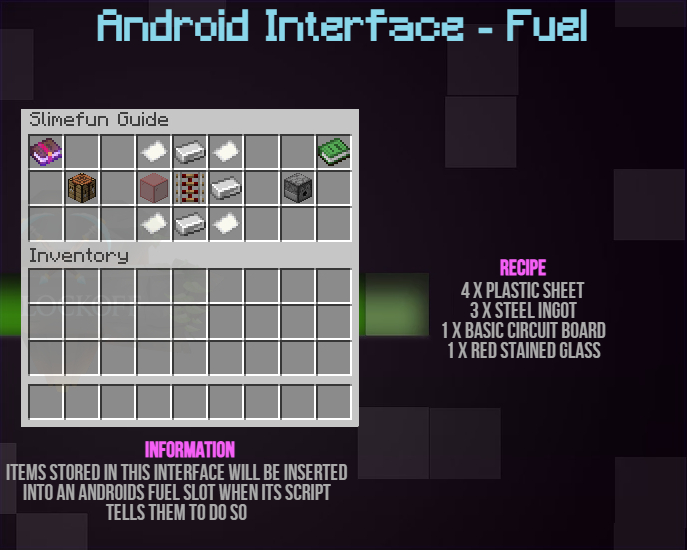 Android Interface - Fuel
Slimefun Guide
Inventory
LOCKOFF
RECIPE
4 X PLASTIC SHEET
3 X STEEL INGOT
1 X BASIC CIRCUIT BOARD
1 X RED STAINED GLASS
INFORMATION
ITEMS STORED IN THIS INTERFACE WILL BE INSERTED
INTO AN ANDROIDS FUEL SLOT WHEN ITS SCRIPT
TELLS THEM TO DO SO